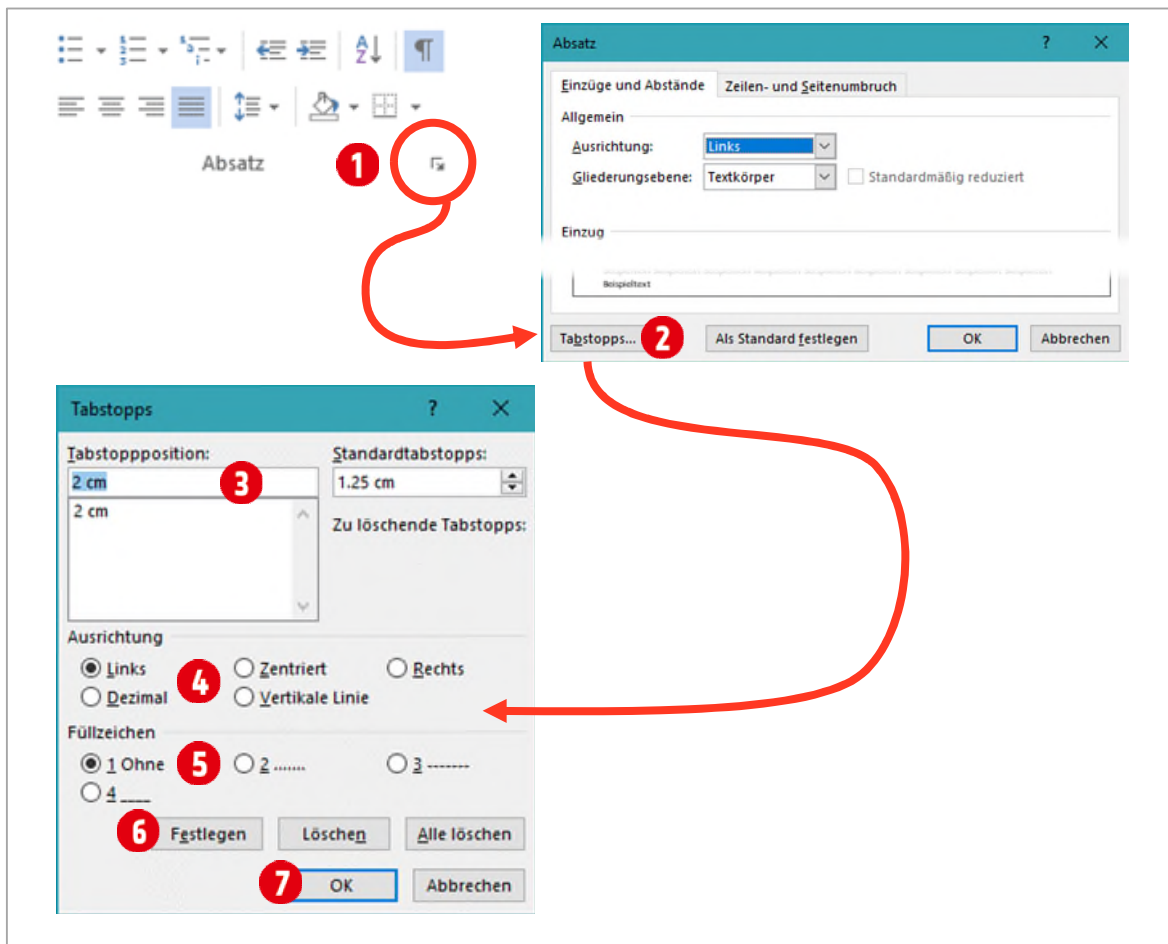 Absatz
1
Absatz ? ×
Einzüge und Abstände Zeilen- und Seitenumbruch
Allgemein
Ausrichtung: Links
Gliederungsebene: Textkörper Standardmäßig reduziert
Einzug
Beispieltext
Tabstopps... 2 Als Standard festlegen OK Abbrechen
Tabstopps ? ×
Tabstoppposition: Standardtabstopps:
2 cm 3 1.25 cm
2 cm
Zu löschende Tabstopps:
Ausrichtung
Links Zentriert Rechts
4
Dezimal Vertikale Linie
Füllzeichen
1 Ohne 5 2 ....... 3 -------
4 ____
6 Festlegen Löschen Alle löschen
7 OK Abbrechen